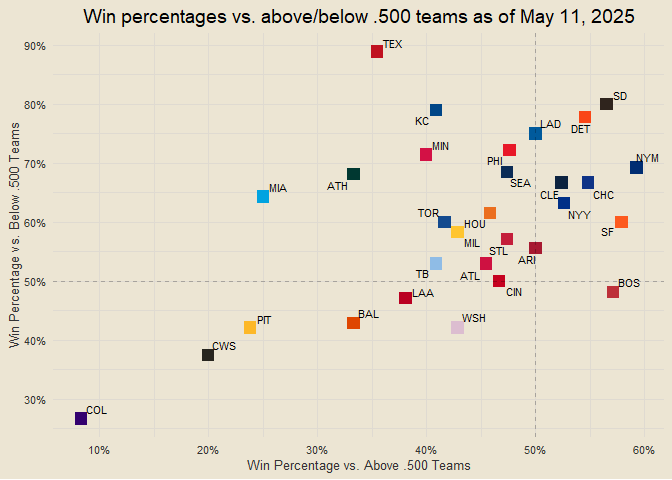 Win percentages vs. above/below .500 teams as of May 11, 2025
90%
TEX
80%
SD
KC
LAD
DET
70%
MIN
PHI
NYM
ATH
SEA
MIA
CLE
CHC
60%
TOR
HOU
NYY
MIL
STL
SF
ARI
TB
ATL
50%
BOS
LAA
CIN
PIT
BAL
WSH
40%
CWS
30%
COL
10%
20%
30%
40%
50%
60%
Win Percentage vs. Above .500 Teams
Win Percentage vs. Below .500 Teams